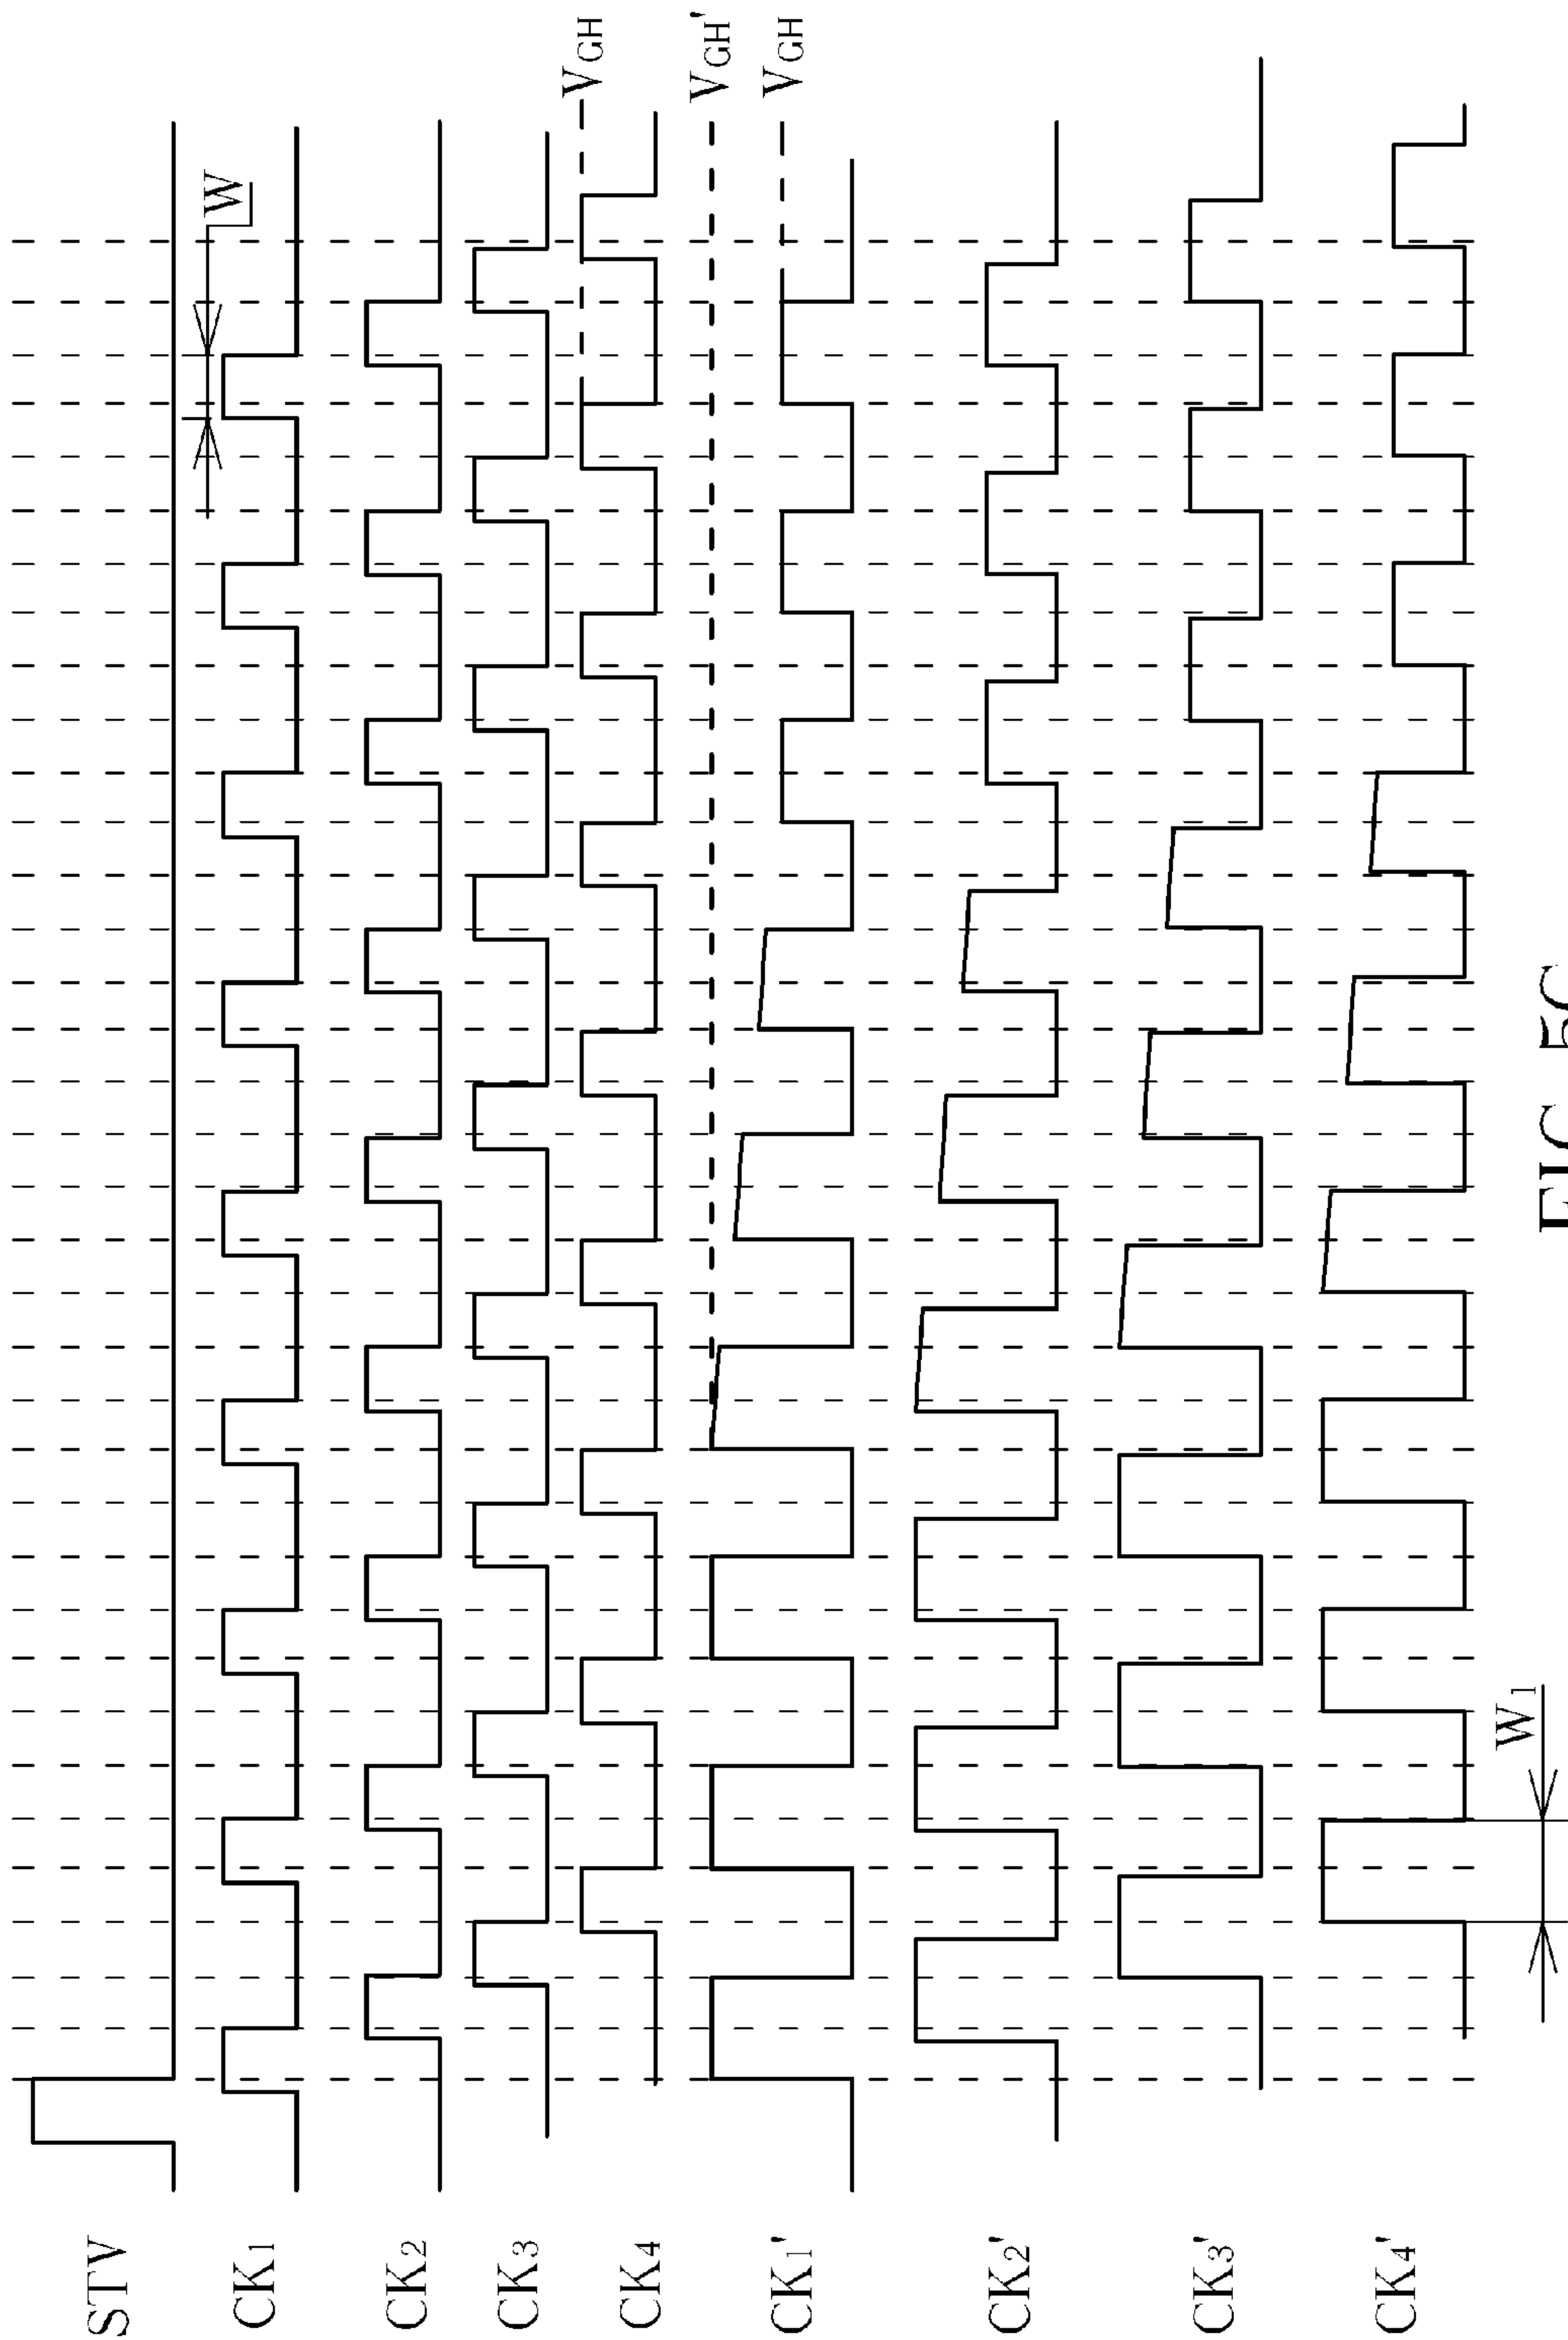 STV
CK1
CK2
CK3
CK4
CK1'
CK2'
CK3'
CK4'
W
VGH
VGH'
VGH
W1
FIG. 5C